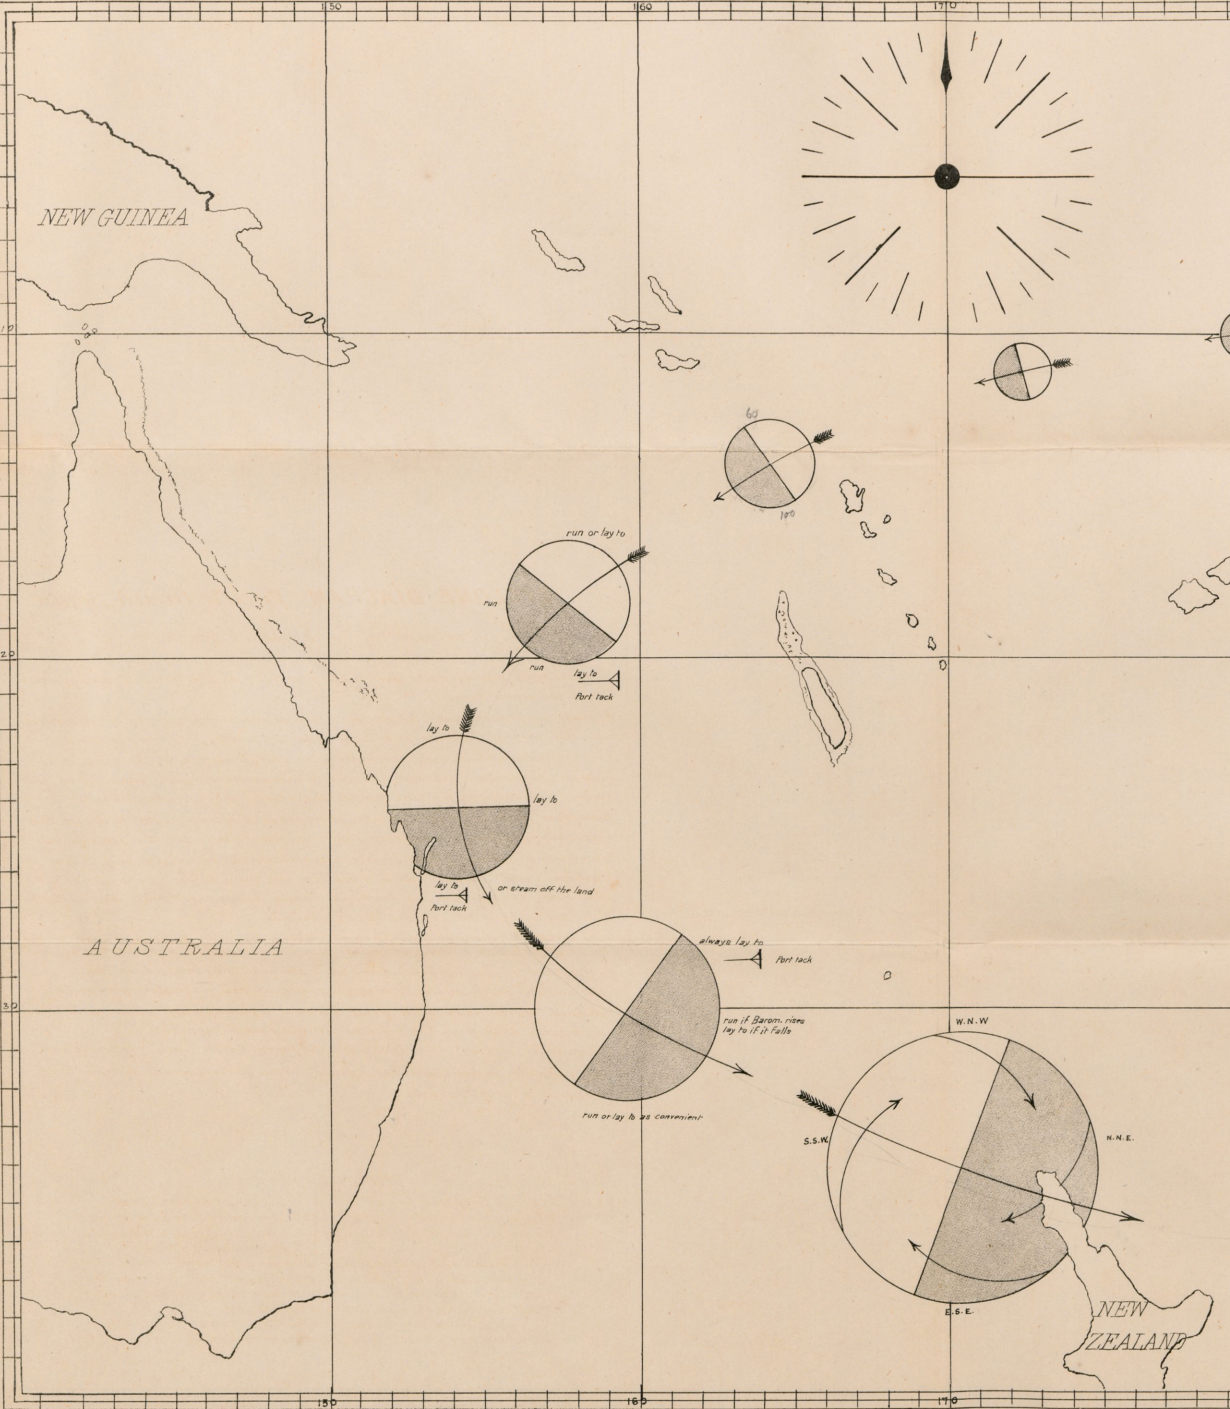 150
160
170
NEW GUINEA
10
60
100
run or lay to
run
run
20
lay to
Port tack
lay to
lay to
lay to
Port tack
or steam off the land
AUSTRALIA
always lay to
Port tack
30
run if Barom. rises
lay to if it falls
W.N.W
run or lay to as convenient
S.S.W.
N.N.E.
E.S.E.
NEW
ZEALAND
150
160
170